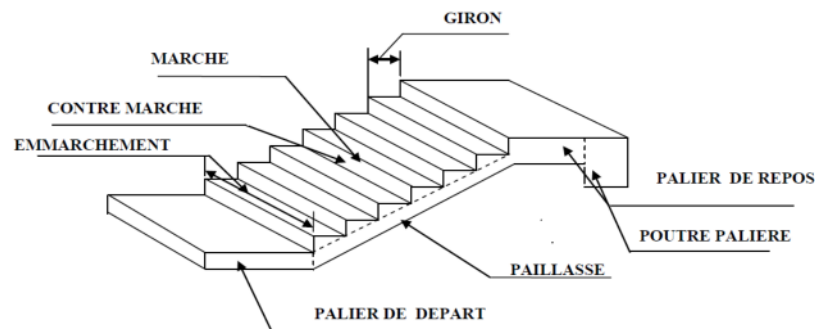 GIRON
MARCHE
CONTRE MARCHE
EMMARCHEMENT
PALIER DE REPOS
POUTRE PALIERE
PAILLASSE
PALIER DE DEPART